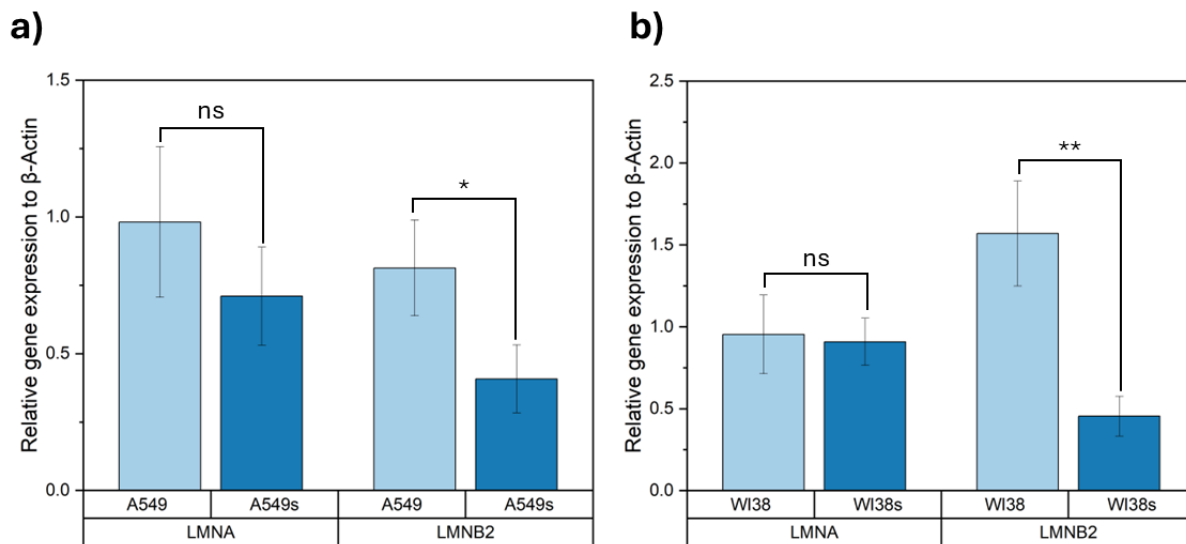 a)
Relative gene expression to β-Actin
1.5
1.0
0.5
0.0
ns
*
A549
A549s
A549
A549s
LMNA
LMNB2
b)
Relative gene expression to β-Actin
2.5
2.0
1.5
1.0
0.5
0.0
ns
**
WI38
WI38s
WI38
WI38s
LMNA
LMNB2